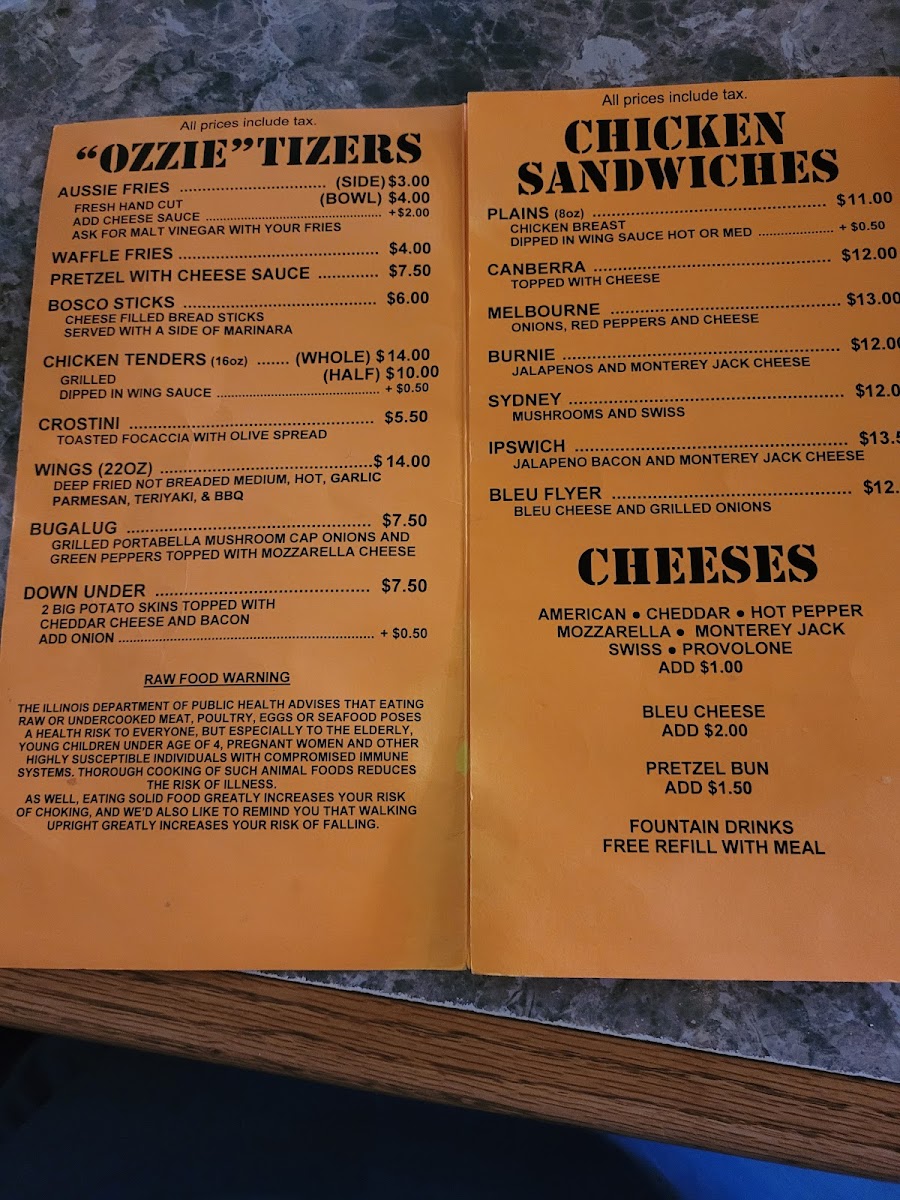 All prices include tax.
"OZZIE"TIZERS
AUSSIE FRIES ................................ (SIDE) $3.00
FRESH HAND CUT (BOWL) $4.00
ADD CHEESE SAUCE ................................ +$2.00
ASK FOR MALT VINEGAR WITH YOUR FRIES
WAFFLE FRIES ................................ $4.00
PRETZEL WITH CHEESE SAUCE ............ $7.50
BOSCO STICKS ................................ $6.00
CHEESE FILLED BREAD STICKS
SERVED WITH A SIDE OF MARINARA
CHICKEN TENDERS (16oz) ....... (WHOLE) $14.00
GRILLED (HALF) $10.00
DIPPED IN WING SAUCE ................................ + $0.50
CROSTINI ................................ $5.50
TOASTED FOCACCIA WITH OLIVE SPREAD
WINGS (22OZ) ................................ $14.00
DEEP FRIED NOT BREADED MEDIUM, HOT, GARLIC
PARMESAN, TERIYAKI, & BBQ
BUGALUG ................................ $7.50
GRILLED PORTABELLA MUSHROOM CAP ONIONS AND
GREEN PEPPERS TOPPED WITH MOZZARELLA CHEESE
DOWN UNDER ................................ $7.50
2 BIG POTATO SKINS TOPPED WITH
CHEDDAR CHEESE AND BACON
ADD ONION ................................ + $0.50
RAW FOOD WARNING
THE ILLINOIS DEPARTMENT OF PUBLIC HEALTH ADVISES THAT EATING
RAW OR UNDERCOOKED MEAT, POULTRY, EGGS OR SEAFOOD POSES
A HEALTH RISK TO EVERYONE, BUT ESPECIALLY TO THE ELDERLY,
YOUNG CHILDREN UNDER AGE OF 4, PREGNANT WOMEN AND OTHER
HIGHLY SUSCEPTIBLE INDIVIDUALS WITH COMPROMISED IMMUNE
SYSTEMS. THOROUGH COOKING OF SUCH ANIMAL FOODS REDUCES
THE RISK OF ILLNESS.
AS WELL, EATING SOLID FOOD GREATLY INCREASES YOUR RISK
OF CHOKING, AND WE'D ALSO LIKE TO REMIND YOU THAT WALKING
UPRIGHT GREATLY INCREASES YOUR RISK OF FALLING.
All prices include tax.
CHICKEN
SANDWICHES
PLAINS (8oz) ................................ $11.00
CHICKEN BREAST
DIPPED IN WING SAUCE HOT OR MED .................... + $0.50
CANBERRA ................................ $12.00
TOPPED WITH CHEESE
MELBOURNE ................................ $13.00
ONIONS, RED PEPPERS AND CHEESE
BURNIE ................................ $12.00
JALAPENOS AND MONTEREY JACK CHEESE
SYDNEY ................................ $12.0
MUSHROOMS AND SWISS
IPSWICH ................................ $13.5
JALAPENO BACON AND MONTEREY JACK CHEESE
BLEU FLYER ................................ $12.
BLEU CHEESE AND GRILLED ONIONS
CHEESES
AMERICAN ● CHEDDAR ● HOT PEPPER
MOZZARELLA ● MONTEREY JACK
SWISS ● PROVOLONE
ADD $1.00
BLEU CHEESE
ADD $2.00
PRETZEL BUN
ADD $1.50
FOUNTAIN DRINKS
FREE REFILL WITH MEAL